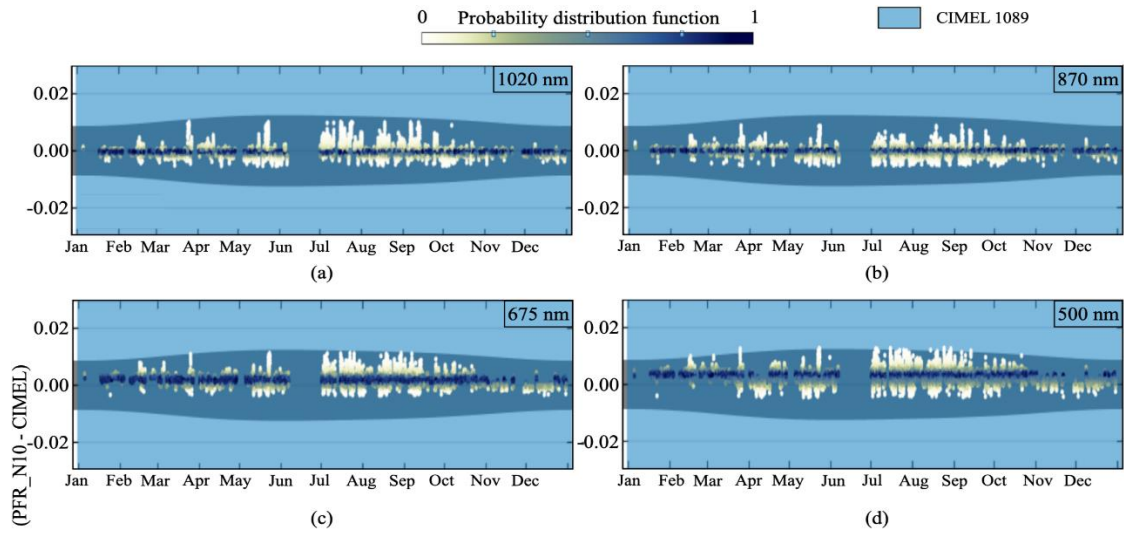 0 Probability distribution function 1
CIMEL 1089
1020 nm
870 nm
0.02
0.00
-0.02
0.02
0.00
-0.02
Jan Feb Mar Apr May Jun Jul Aug Sep Oct Nov Dec
Jan Feb Mar Apr May Jun Jul Aug Sep Oct Nov Dec
(a)
(b)
675 nm
500 nm
0.02
0.00
-0.02
0.02
0.00
-0.02
(PFR_N10 - CIMEL)
Jan Feb Mar Apr May Jun Jul Aug Sep Oct Nov Dec
Jan Feb Mar Apr May Jun Jul Aug Sep Oct Nov Dec
(c)
(d)